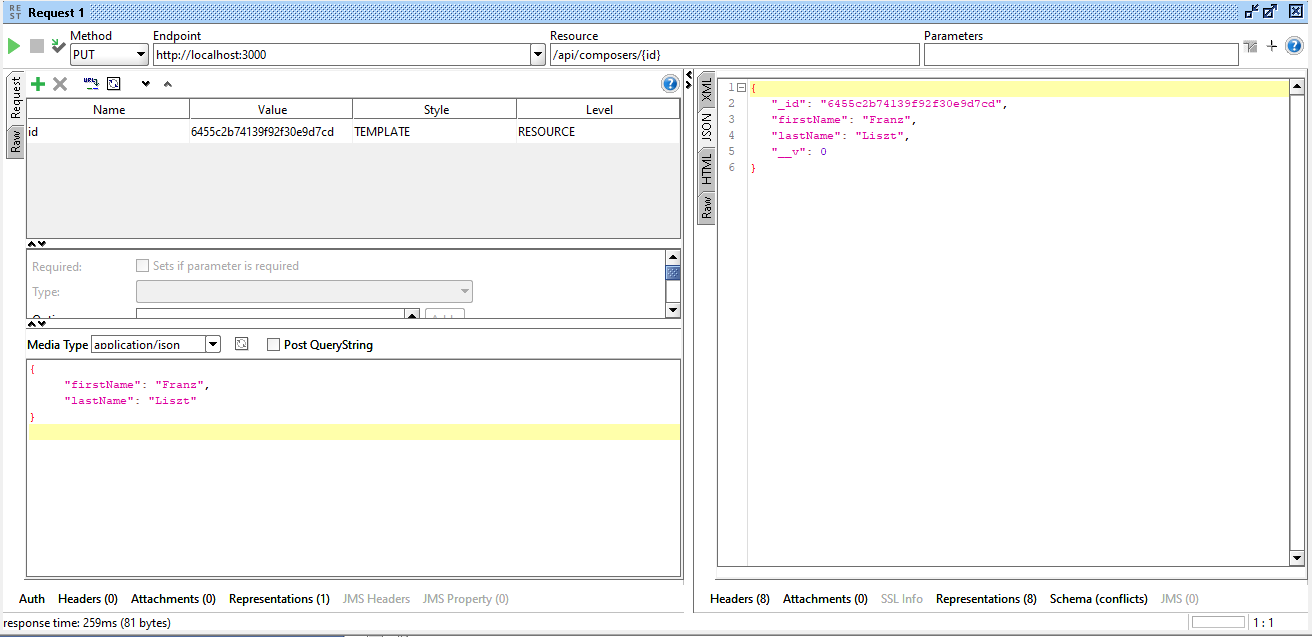 RE
ST
Request 1
Method
Endpoint
Resource
Parameters
PUT
http://localhost:3000
/api/composers/{id}
Request
Raw
Name Value Style Level
id 6455c2b74139f92f30e9d7cd TEMPLATE RESOURCE
Required: Sets if parameter is required
Type:
Media Type application/json Post QueryString
{
"firstName": "Franz",
"lastName": "Liszt"
}
Auth Headers (0) Attachments (0) Representations (1) JMS Headers JMS Property (0)
XML
JSON
HTML
Raw
1 {
2 "_id": "6455c2b74139f92f30e9d7cd",
3 "firstName": "Franz",
4 "lastName": "Liszt",
5 "__v": 0
6 }
Headers (8) Attachments (0) SSL Info Representations (8) Schema (conflicts) JMS (0)
response time: 259ms (81 bytes)
1 : 1